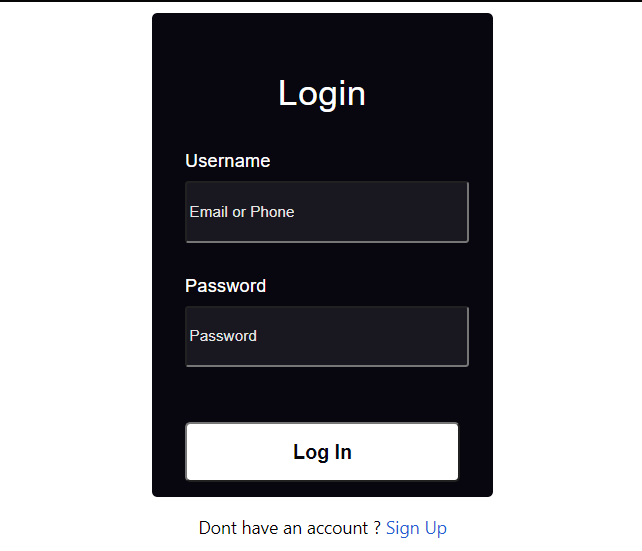 Login
Username
Email or Phone
Password
Password
Log In
Dont have an account ? Sign Up